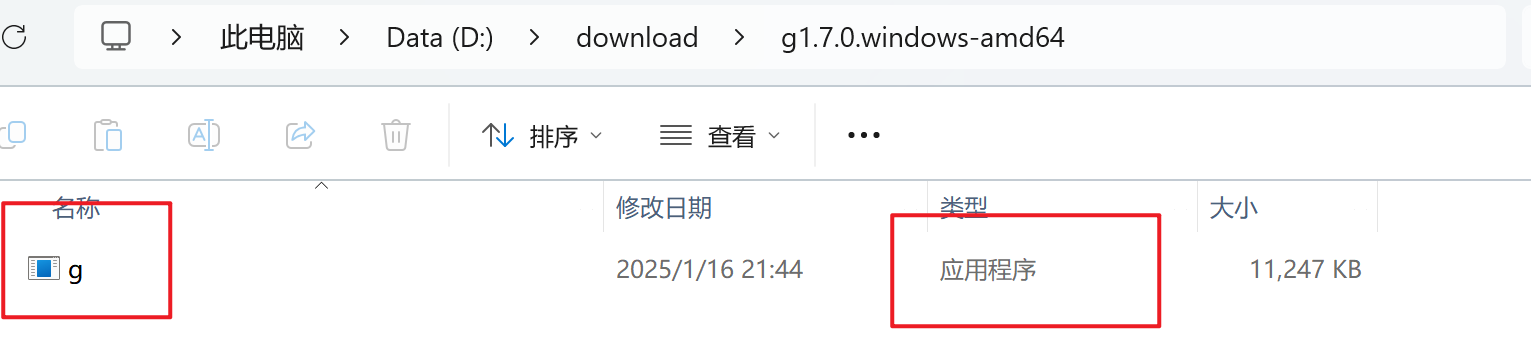 此电脑 > Data (D:) > download > g1.7.0.windows-amd64
排序 查看
名称 修改日期 类型 大小
g 2025/1/16 21:44 应用程序 11,247 KB